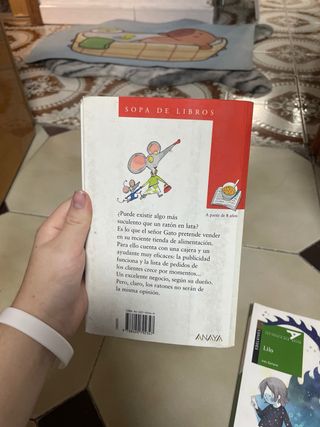 SOPA DE LIBROS
A partir de 8 años
¿Puede existir algo más
suculento que un ratón en lata?
Es lo que el señor Gato pretende vender
en su reciente tienda de alimentación.
Para ello cuenta con una cajera y un
ayudante muy eficaces: la publicidad
funciona y la lista de pedidos de
los clientes crece por momentos...
Un excelente negocio, según su dueño.
Pero, claro, los ratones no serán de
la misma opinión.
ANAYA
Lilo